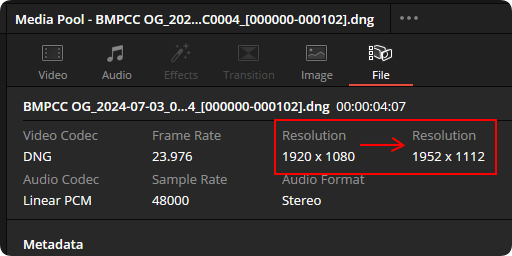 Media Pool - BMPCC OG_202...C0004_[000000-000102].dng •••
Video Audio Effects Transition Image File
BMPCC OG_2024-07-03_0...4_[000000-000102].dng 00:00:04:07
Video Codec Frame Rate Resolution Resolution
DNG 23.976 1920 x 1080 1952 x 1112
Audio Codec Sample Rate Audio Format
Linear PCM 48000 Stereo
Metadata